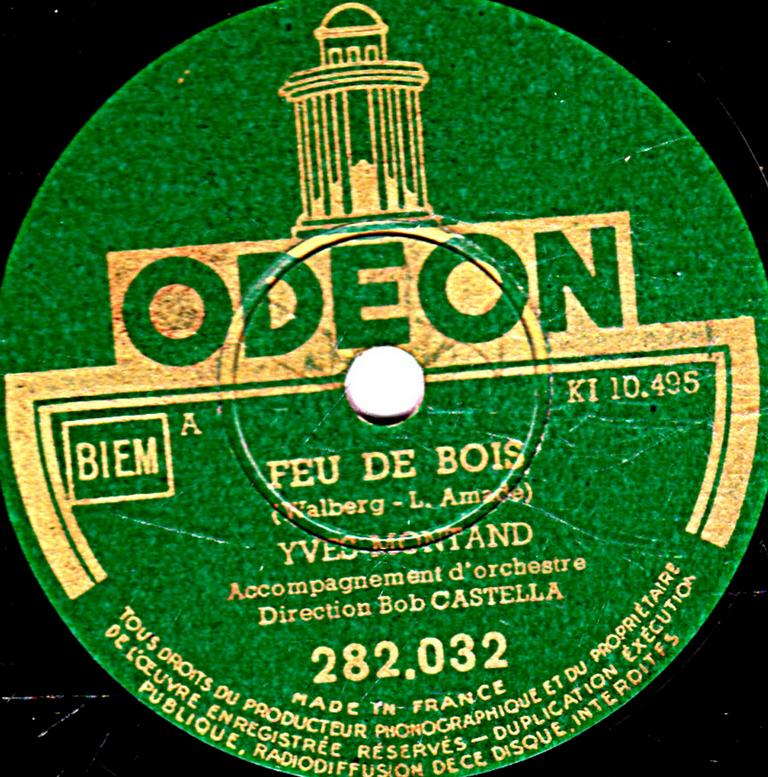 ODEON
KI 10.495
BIEM
A
FEU DE BOIS
(Walberg - L. Amade)
YVES MONTAND
Accompagnement d'orchestre
Direction Bob CASTELLA
282.032
MADE IN FRANCE
TOUS DROITS DU PRODUCTEUR PHONOGRAPHIQUE ET DU PROPRIÉTAIRE
DE L'ŒUVRE ENREGISTRÉE RÉSERVÉS — DUPLICATION EXÉCUTION
PUBLIQUE, RADIODIFFUSION DE CE DISQUE INTERDITES